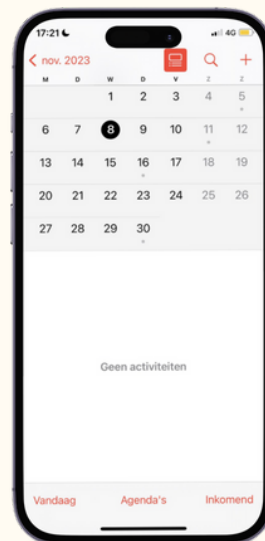 17:21 4G
nov. 2023
M D W D V Z Z
1 2 3 4 5
6 7 8 9 10 11 12
13 14 15 16 17 18 19
20 21 22 23 24 25 26
27 28 29 30
Geen activiteiten
Vandaag Agenda's Inkomend